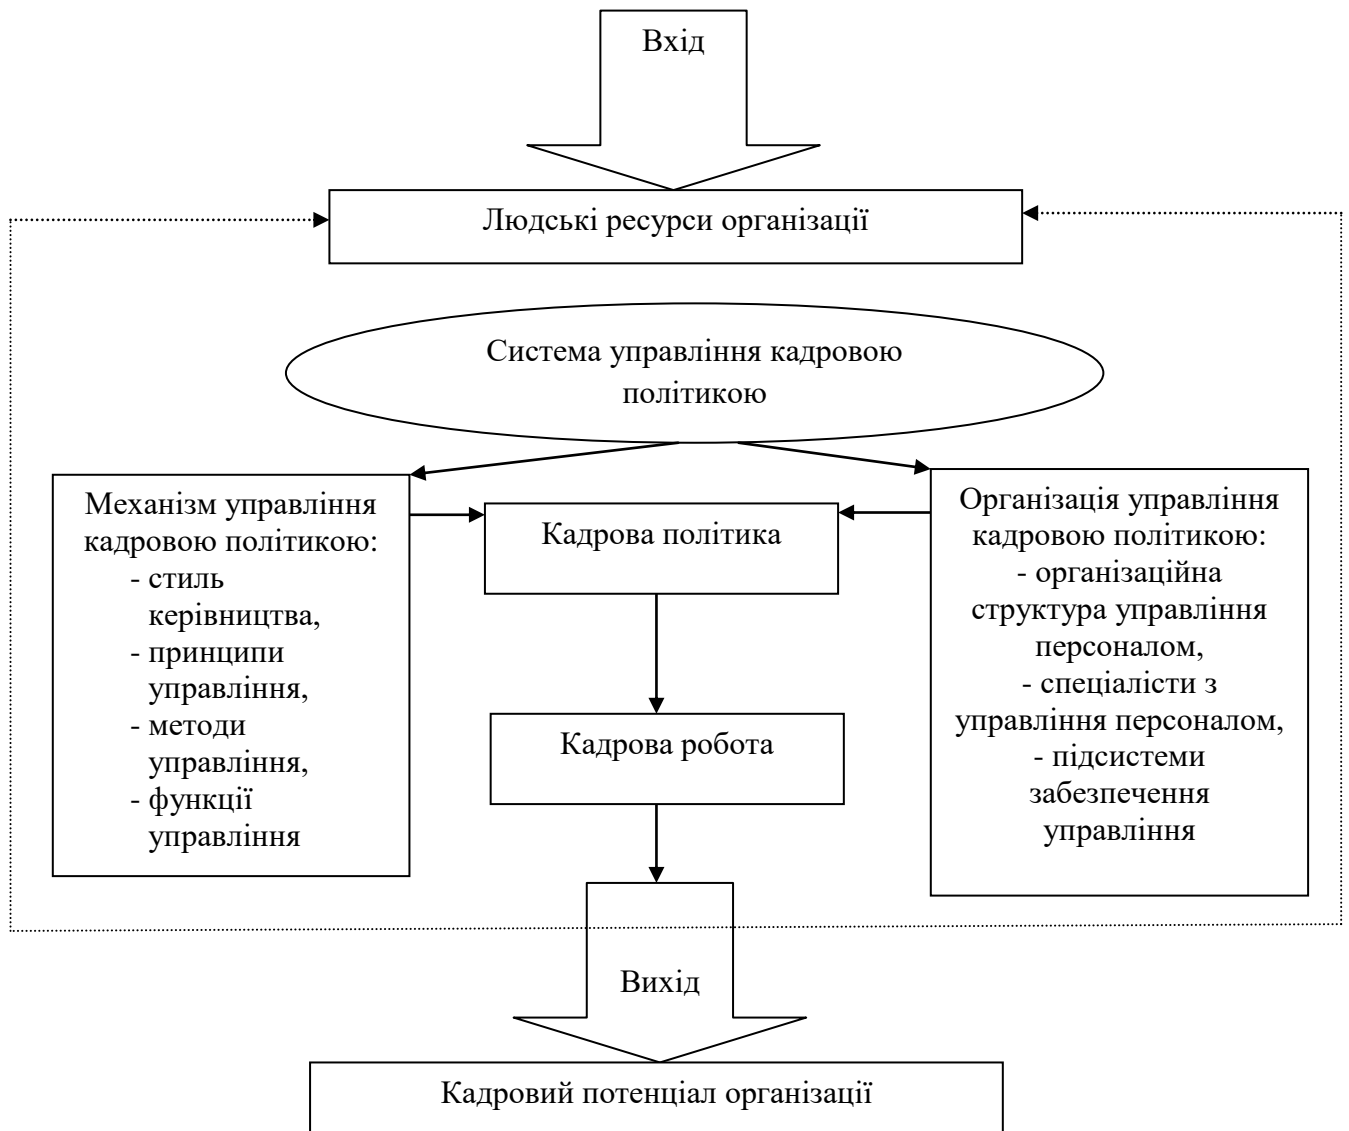 Вхід
Людські ресурси організації
Система управління кадровою
політикою
Механізм управління
кадровою політикою:
- стиль
керівництва,
- принципи
управління,
- методи
управління,
- функції
управління
Кадрова політика
Кадрова робота
Організація управління
кадровою політикою:
- організаційна
структура управління
персоналом,
- спеціалісти з
управління персоналом,
- підсистеми
забезпечення
управління
Вихід
Кадровий потенціал організації